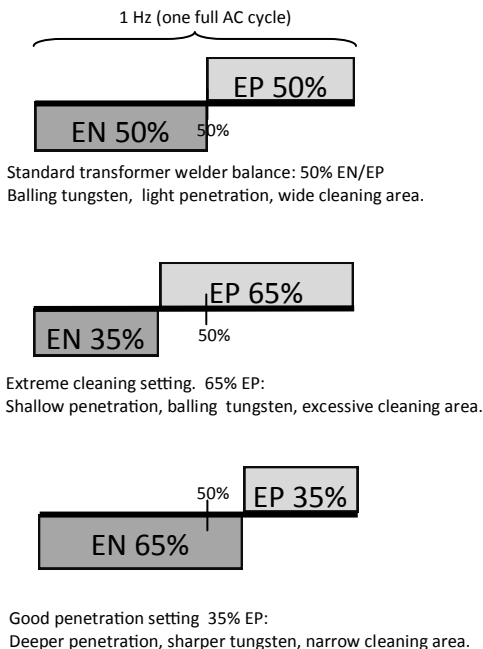 1 Hz (one full AC cycle)
EP 50%
EN 50%
50%
Standard transformer welder balance: 50% EN/EP
Balling tungsten, light penetration, wide cleaning area.
EP 65%
EN 35%
50%
Extreme cleaning setting. 65% EP:
Shallow penetration, balling tungsten, excessive cleaning area.
50%
EP 35%
EN 65%
Good penetration setting 35% EP:
Deeper penetration, sharper tungsten, narrow cleaning area.